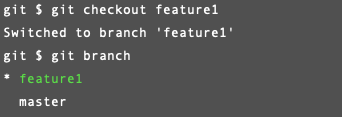 git $ git checkout feature1
Switched to branch 'feature1'
git $ git branch
* feature1
  master